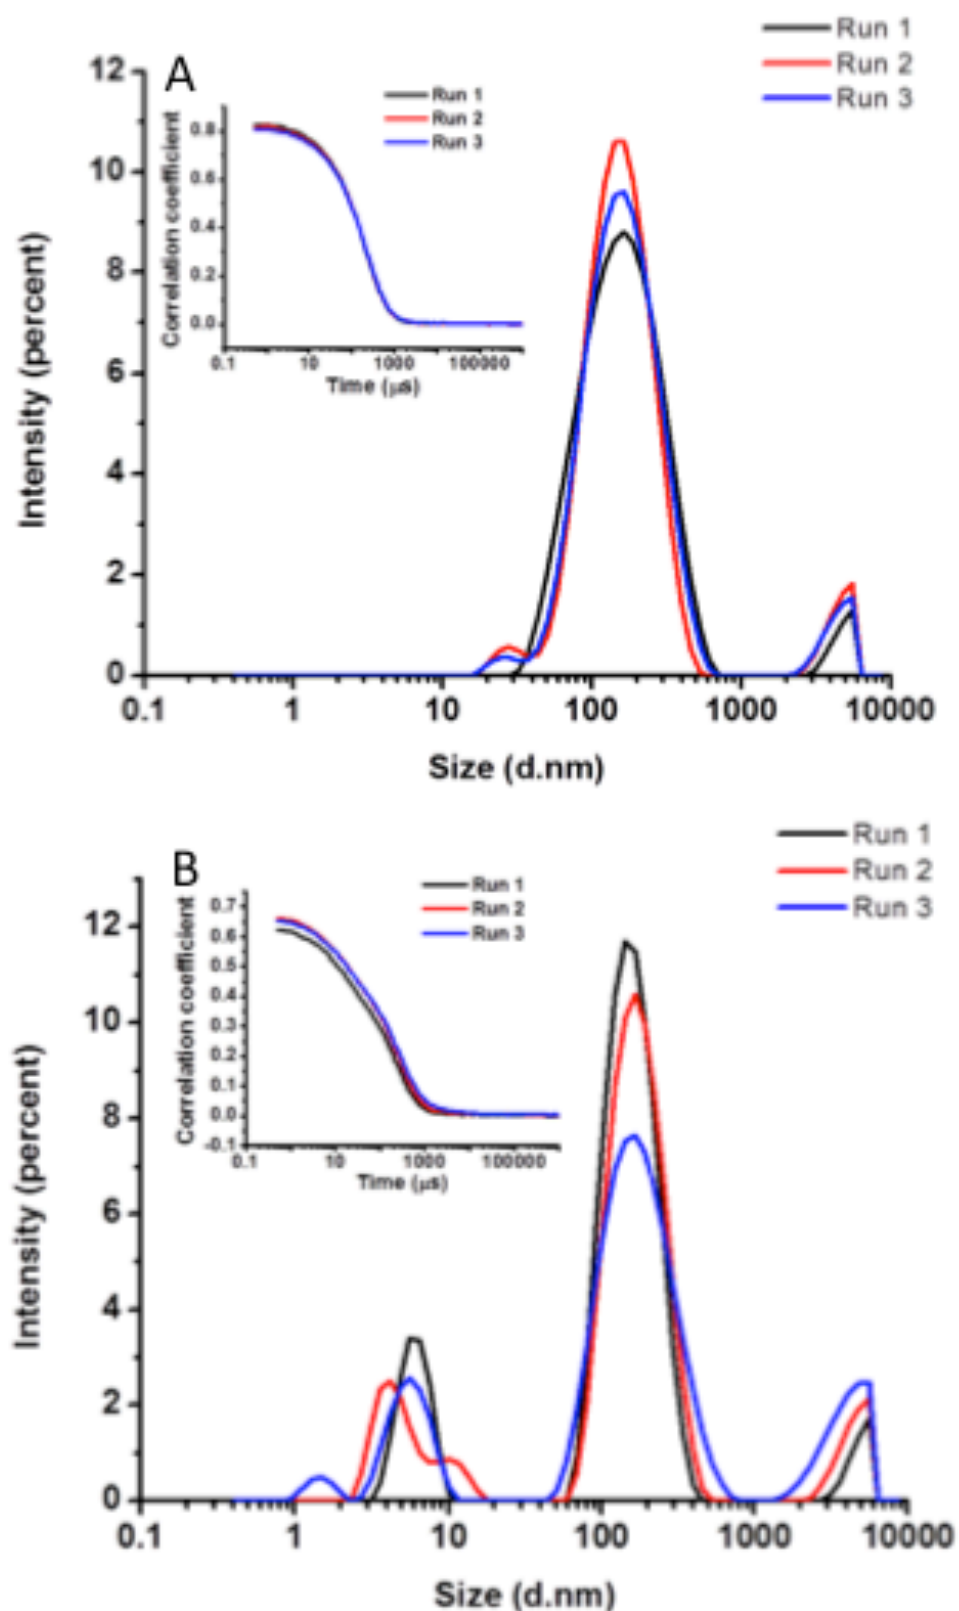 A
Run 1
Run 2
Run 3
12
10
8
6
4
2
0
Intensity (percent)
0.1 1 10 100 1000 10000
Size (d.nm)
Run 1
Run 2
Run 3
0.8
0.6
0.4
0.2
0.0
Correlation coefficient
0.1 10 1000 100000
Time (μs)
B
Run 1
Run 2
Run 3
12
10
8
6
4
2
0
Intensity (percent)
0.1 1 10 100 1000 10000
Size (d.nm)
Run 1
Run 2
Run 3
0.7
0.6
0.5
0.4
0.3
0.2
0.1
0.0
-0.1
Correlation coefficient
0.1 10 1000 100000
Time (μs)